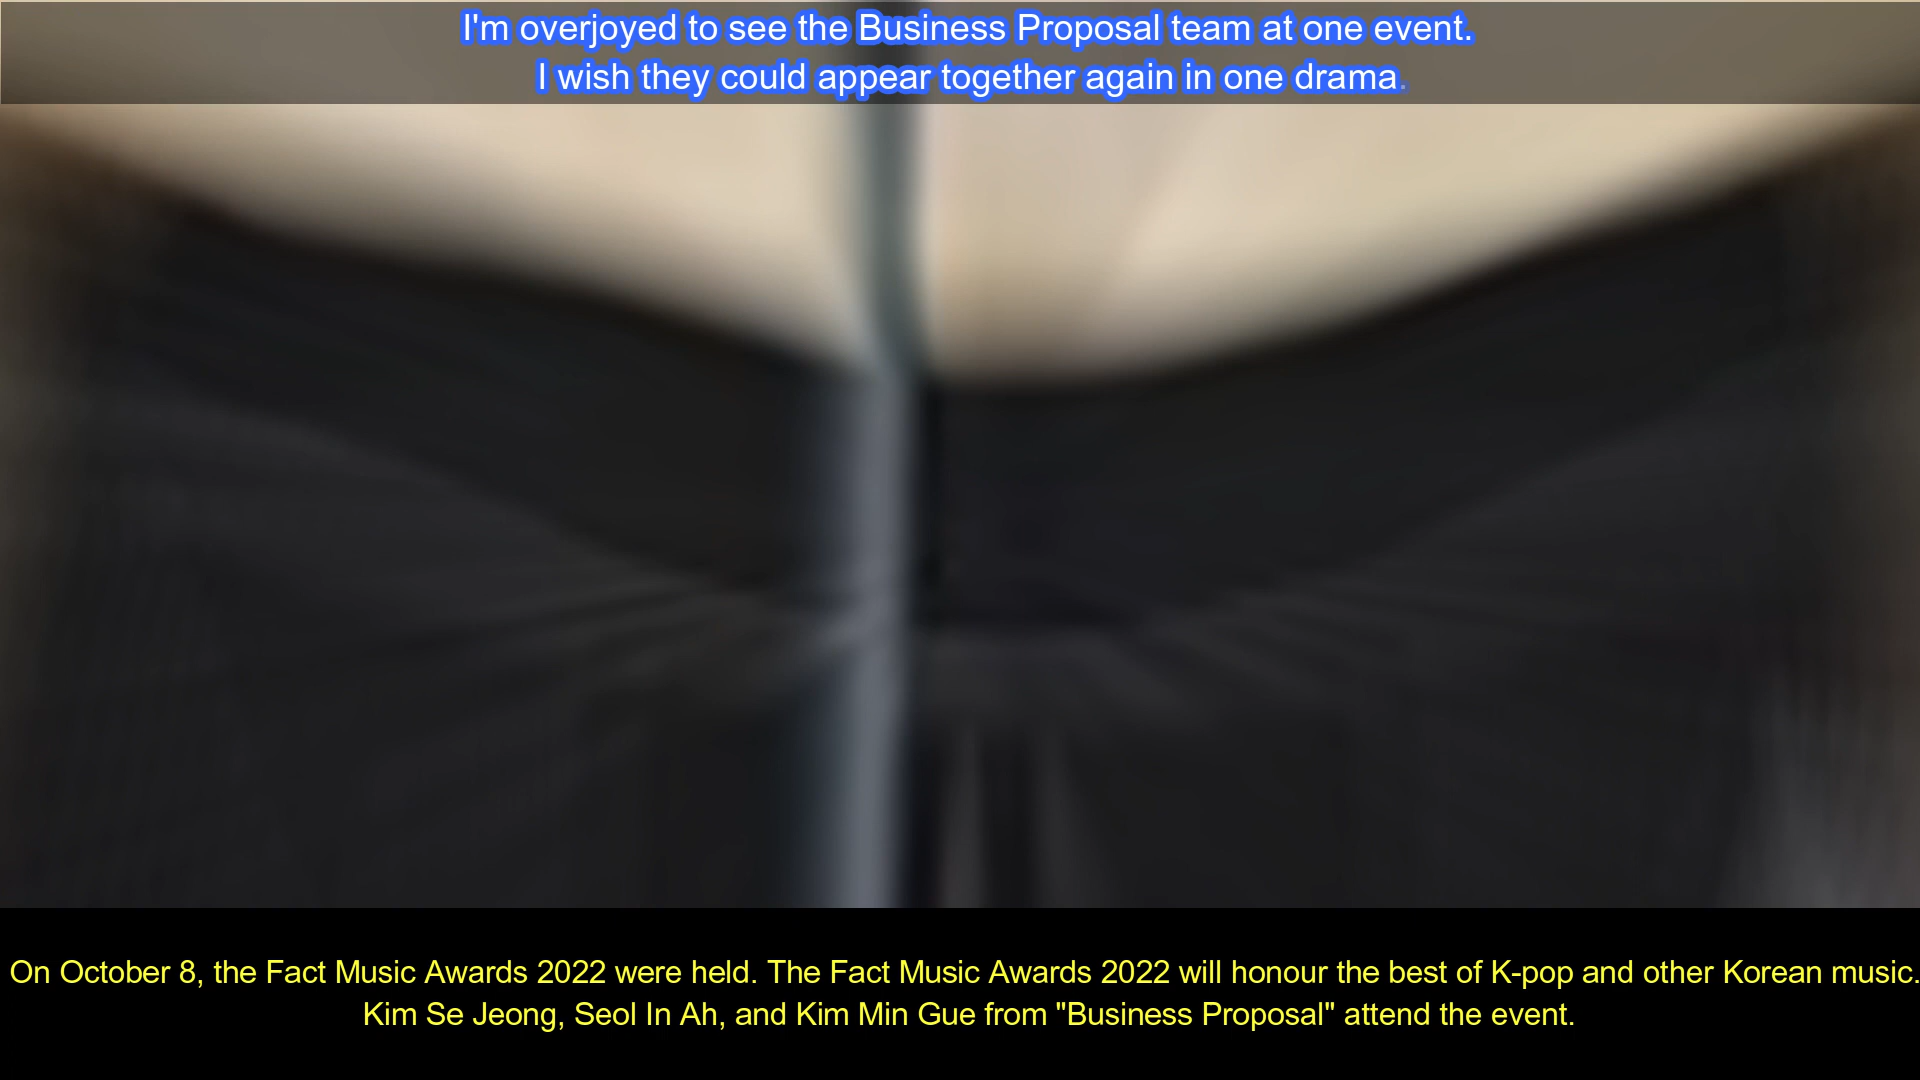 I'm overjoyed to see the Business Proposal team at one event.
I wish they could appear together again in one drama.
On October 8, the Fact Music Awards 2022 were held. The Fact Music Awards 2022 will honour the best of K-pop and other Korean music.
Kim Se Jeong, Seol In Ah, and Kim Min Gue from "Business Proposal" attend the event.